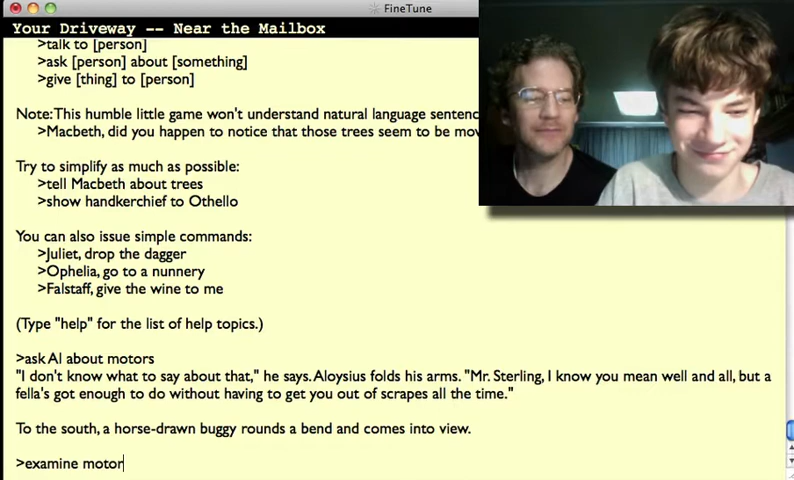 FineTune
Your Driveway -- Near the Mailbox
>talk to [person]
>ask [person] about [something]
>give [thing] to [person]
Note: This humble little game won't understand natural language
>Macbeth, did you happen to notice that those trees seem to be
Try to simplify as much as possible:
>tell Macbeth about trees
>show handkerchief to Othello
You can also issue simple commands:
>Juliet, drop the dagger
>Ophelia, go to a nunnery
>Falstaff, give the wine to me
(Type "help" for the list of help topics.)
>ask Al about motors
"I don't know what to say about that," he says. Aloysius folds his arms. "Mr. Sterling, I know you mean well and all, but a
fella's got enough to do without having to get you out of scrapes all the time."
To the south, a horse-drawn buggy rounds a bend and comes into view.
>examine motor